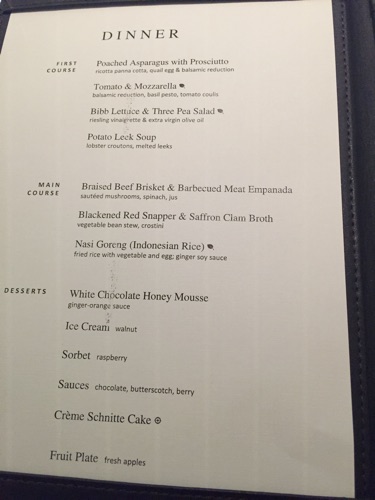 DINNER
FIRST COURSE
Poached Asparagus with Prosciutto
ricotta panna cotta, quail egg & balsamic reduction
Tomato & Mozzarella
balsamic reduction, basil pesto, tomato coulis
Bibb Lettuce & Three Pea Salad
riesling vinaigrette & extra virgin olive oil
Potato Leek Soup
lobster croutons, melted leeks
MAIN COURSE
Braised Beef Brisket & Barbecued Meat Empanada
sautéed mushrooms, spinach, jus
Blackened Red Snapper & Saffron Clam Broth
vegetable bean stew, crostini
Nasi Goreng (Indonesian Rice)
fried rice with vegetable and egg; ginger soy sauce
DESSERTS
White Chocolate Honey Mousse
ginger-orange sauce
Ice Cream walnut
Sorbet raspberry
Sauces chocolate, butterscotch, berry
Crème Schnitte Cake
Fruit Plate fresh apples